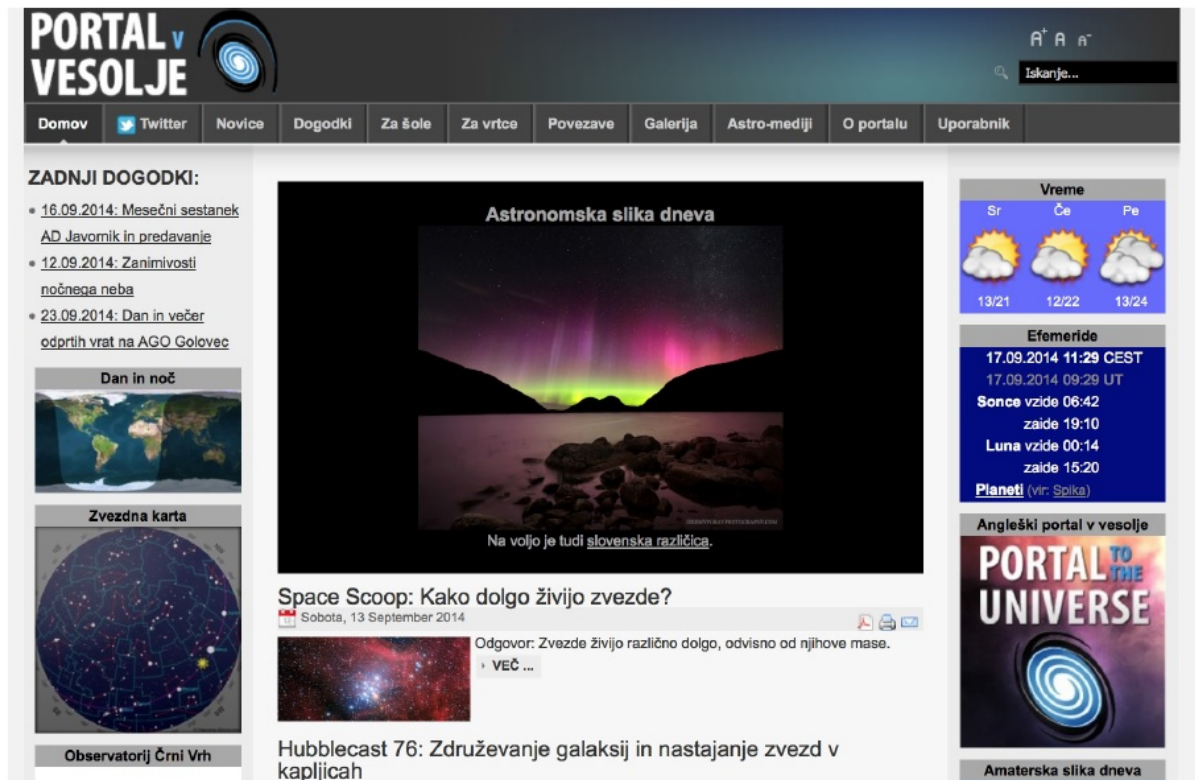 PORTAL V
VESOLJE
A+ A A-
Iskanje...
Domov Twitter Novice Dogodki Za šole Za vrtce Povezave Galerija Astro-mediji O portalu Uporabnik
ZADNJI DOGODKI:
16.09.2014: Mesečni sestanek
AD Javornik in predavanje
12.09.2014: Zanimivosti
nočnega neba
23.09.2014: Dan in večer
odprtih vrat na AGO Golovec
Dan in noč
Zvezdna karta
Observatorij Črni Vrh
Astronomska slika dneva
Na voljo je tudi slovenska različica.
Space Scoop: Kako dolgo živijo zvezde?
Sobota, 13 September 2014
Odgovor: Zvezde živijo različno dolgo, odvisno od njihove mase.
VEČ ...
Hubblecast 76: Združevanje galaksij in nastajanje zvezd v
kapljicah
Vreme
Sr Če Pe
13/21 12/22 13/24
Efemeride
17.09.2014 11:29 CEST
17.09.2014 09:29 UT
Sonce vzide 06:42
zaide 19:10
Luna vzide 00:14
zaide 15:20
Planeti (vir: Spika)
Angleški portal v vesolje
PORTAL TO THE
UNIVERSE
Amaterska slika dneva